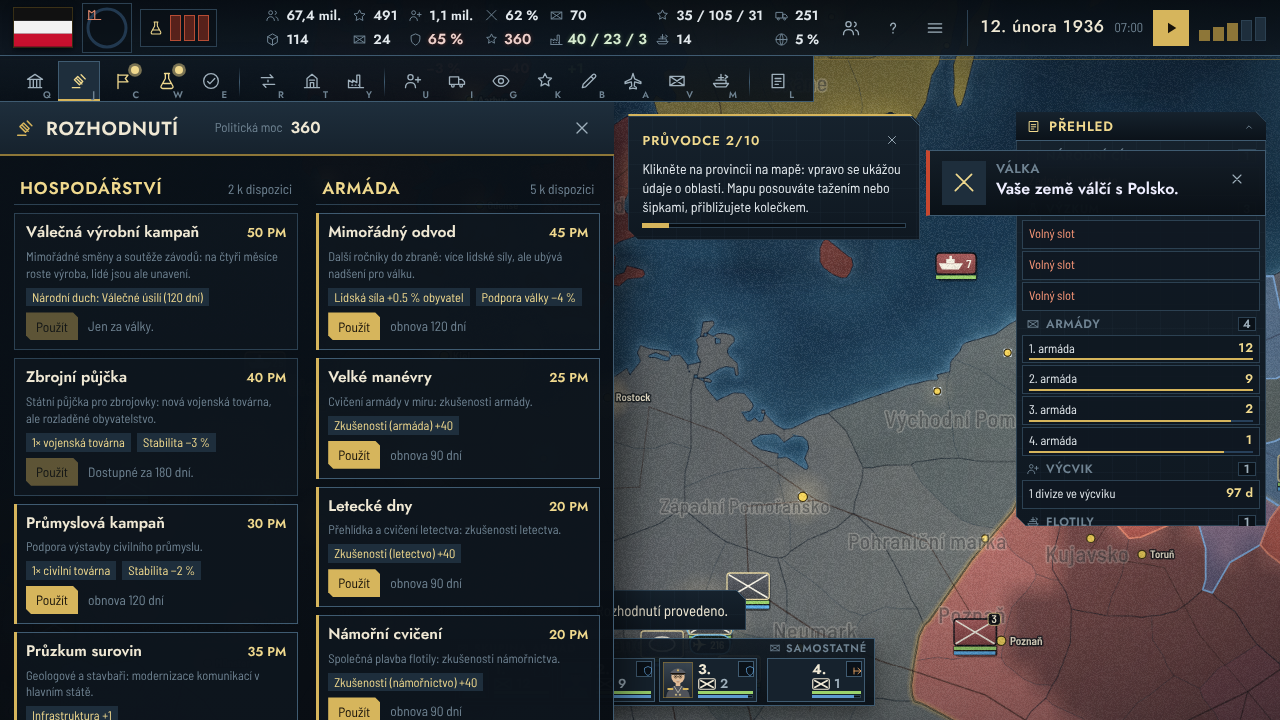 67,4 mil.
491
1,1 mil.
62 %
70
35 / 105 / 31
251
114
24
65 %
360
40 / 23 / 3
14
5 %
?
12. února 1936
07:00
Q
C
W
E
R
T
Y
U
I
G
K
B
A
V
M
L
ROZHODNUTÍ
Politická moc 360
HOSPODÁŘSTVÍ
2 k dispozici
Válečná výrobní kampaň
50 PM
Mimořádné směny a soutěže závodů: na čtyři měsíce
roste výroba, lidé jsou ale unavení.
Národní duch: Válečné úsilí (120 dní)
Použít
Jen za války.
Zbrojní půjčka
40 PM
Státní půjčka pro zbrojovky: nová vojenská továrna,
ale rozladěné obyvatelstvo.
1× vojenská továrna
Stabilita −3 %
Použít
Dostupné za 180 dní.
Průmyslová kampaň
30 PM
Podpora výstavby civilního průmyslu.
1× civilní továrna
Stabilita −2 %
Použít
obnova 120 dní
Průzkum surovin
35 PM
Geologové a stavbaři: modernizace komunikací v
hlavním státě.
Infrastruktura +1
ARMÁDA
5 k dispozici
Mimořádný odvod
45 PM
Další ročníky do zbraně: více lidské síly, ale ubývá
nadšení pro válku.
Lidská síla +0.5 % obyvatel
Podpora války −4 %
Použít
obnova 120 dní
Velké manévry
25 PM
Cvičení armády v míru: zkušenosti armády.
Zkušenosti (armáda) +40
Použít
obnova 90 dní
Letecké dny
20 PM
Přehlídka a cvičení letectva: zkušenosti letectva.
Zkušenosti (letectvo) +40
Použít
obnova 90 dní
Námořní cvičení
20 PM
Společná plavba flotily: zkušenosti námořnictva.
Zkušenosti (námořnictvo) +40
Použít
obnova 90 dní
PRŮVODCE 2/10
Klikněte na provincii na mapě: vpravo se ukážou
údaje o oblasti. Mapu posouváte tažením nebo
šipkami, přibližujete kolečkem.
PŘEHLED
VÁLKA
Vaše země válčí s Polsko.
Volný slot
Volný slot
Volný slot
ARMÁDY
4
1. armáda
12
2. armáda
9
3. armáda
2
4. armáda
1
VÝCVIK
1
1 divize ve výcviku
97 d
FLOTILY
1
7
Rostock
Východní Pom
Západní Pomořansko
Pohraniční marka
Kujavsko
Toruň
Poznaň
3
Poznaň
Neumark
zhodnutí provedeno.
SAMOSTATNÉ
9
3.
2
4.
1